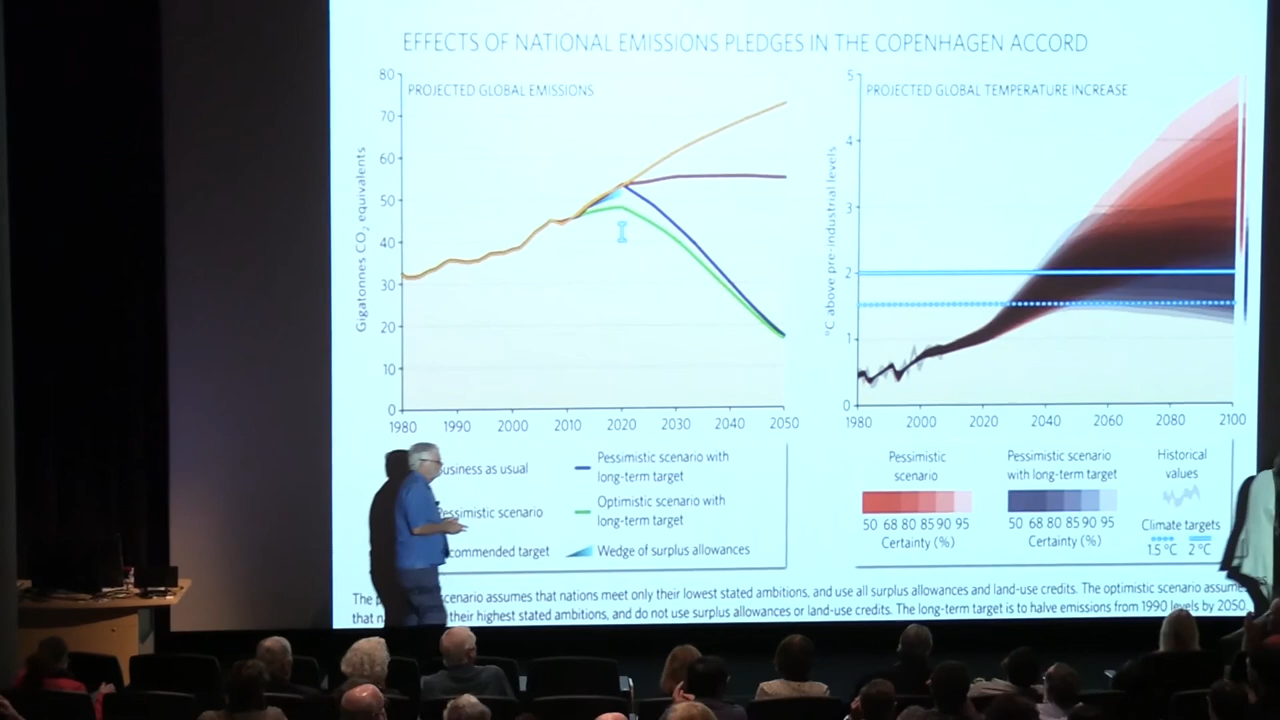 EFFECTS OF NATIONAL EMISSIONS PLEDGES IN THE COPENHAGEN ACCORD
PROJECTED GLOBAL EMISSIONS
Gigatonnes CO₂ equivalents
80
70
60
50
40
30
20
10
0
1980 1990 2000 2010 2020 2030 2040 2050
usiness as usual
Pessimistic scenario
commended target
Pessimistic scenario with
long-term target
Optimistic scenario with
long-term target
Wedge of surplus allowances
PROJECTED GLOBAL TEMPERATURE INCREASE
°C above pre-industrial levels
5
4
3
2
1
0
1980 2000 2020 2040 2060 2080 2100
Pessimistic
scenario
50 68 80 85 90 95
Certainty (%)
Pessimistic scenario
with long-term target
50 68 80 85 90 95
Certainty (%)
Historical
values
Climate targets
1.5 °C 2 °C
The p cenario assumes that nations meet only their lowest stated ambitions, and use all surplus allowances and land-use credits. The optimistic scenario assume
that n their highest stated ambitions, and do not use surplus allowances or land-use credits. The long-term target is to halve emissions from 1990 levels by 2050.